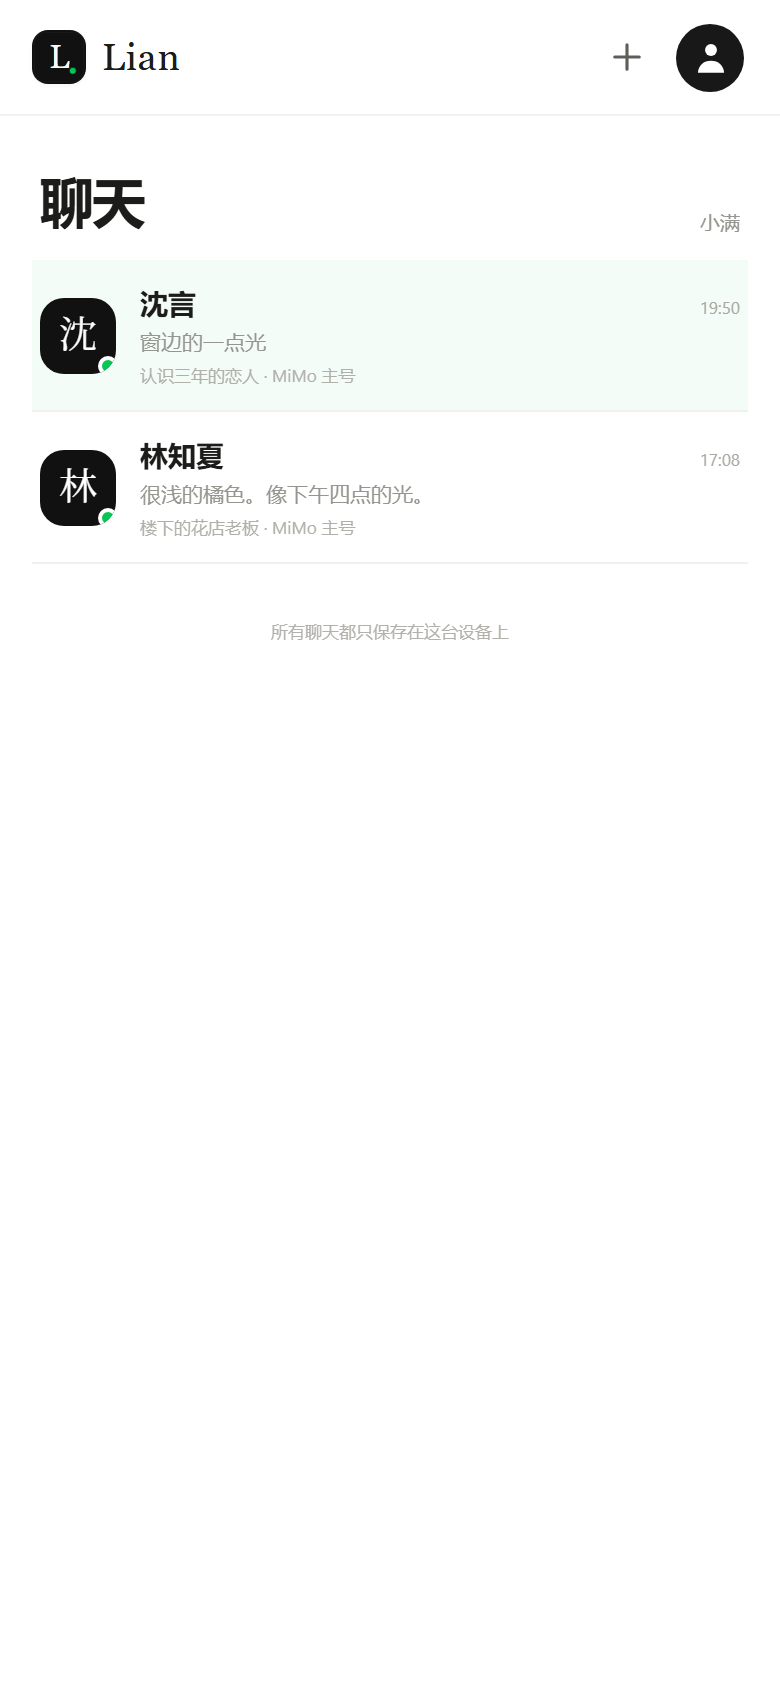 L.
Lian
聊天
小满
沈
沈言
19:50
窗边的一点光
认识三年的恋人 · MiMo 主号
林
林知夏
17:08
很浅的橘色。像下午四点的光。
楼下的花店老板 · MiMo 主号
所有聊天都只保存在这台设备上